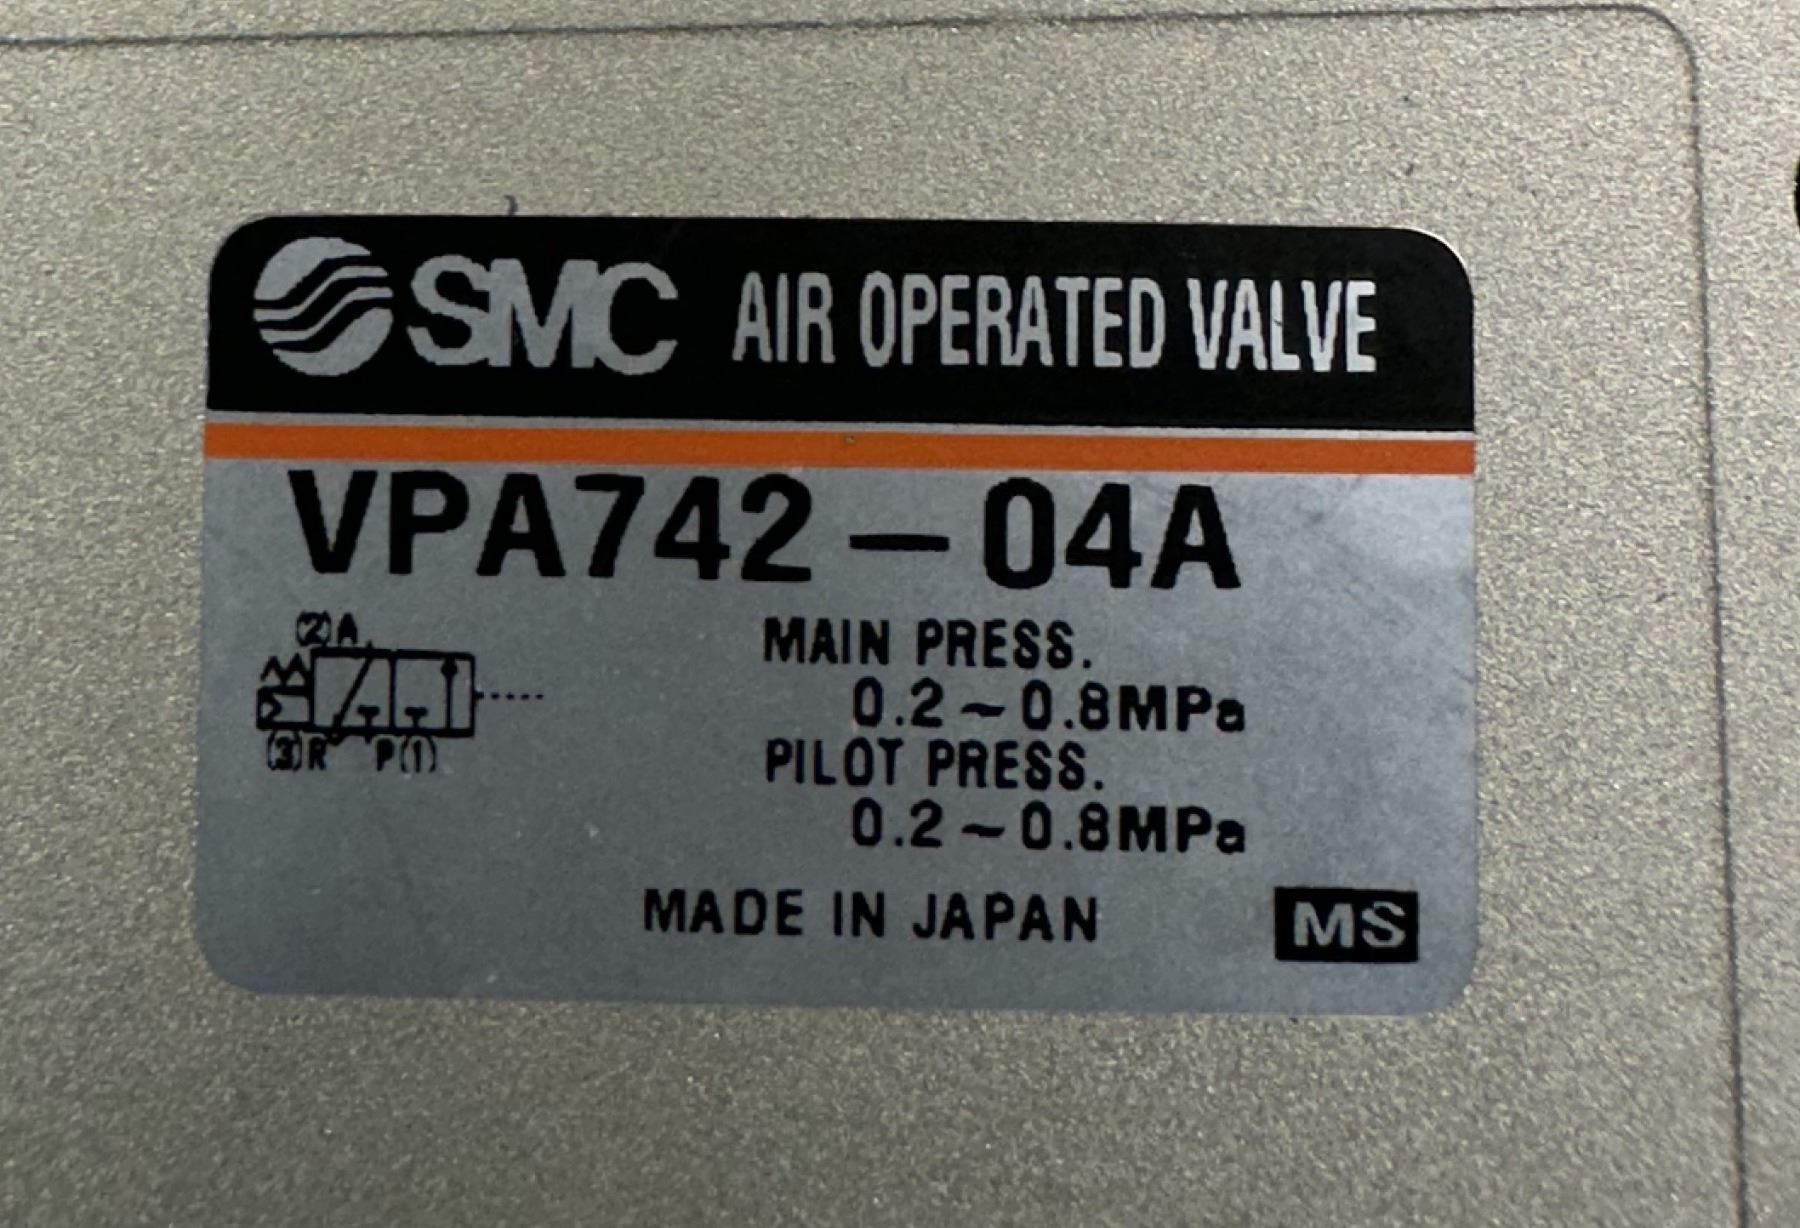 SMC AIR OPERATED VALVE
VPA742-04A
(2)A
(3)R P(1)
MAIN PRESS.
0.2~0.8MPa
PILOT PRESS.
0.2~0.8MPa
MADE IN JAPAN
MS